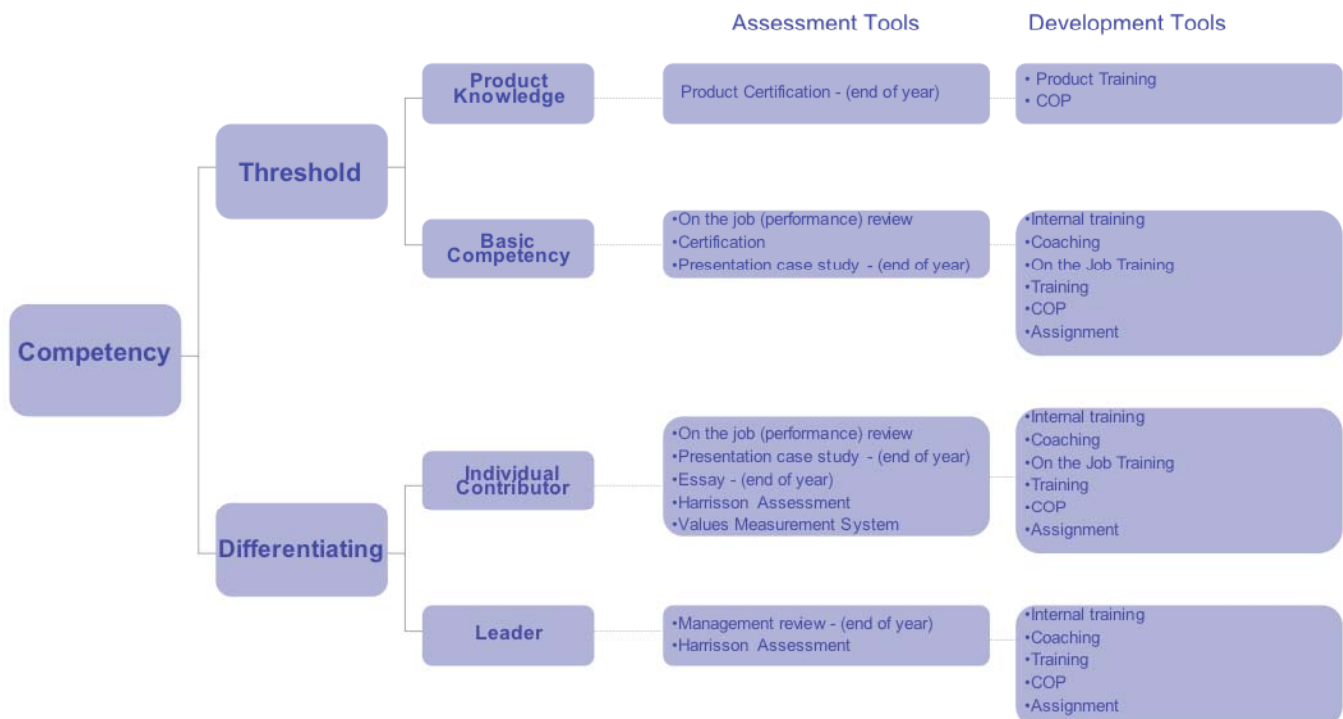 Assessment Tools
Development Tools
Product
Knowledge
Product Certification - (end of year)
• Product Training
• COP
Threshold
Basic
Competency
•On the job (performance) review
•Certification
•Presentation case study - (end of year)
•Internal training
•Coaching
•On the Job Training
•Training
•COP
•Assignment
Competency
Individual
Contributor
•On the job (performance) review
•Presentation case study - (end of year)
•Essay - (end of year)
•Harrisson Assessment
•Values Measurement System
•Internal training
•Coaching
•On the Job Training
•Training
•COP
•Assignment
Differentiating
Leader
•Management review - (end of year)
•Harrisson Assessment
•Internal training
•Coaching
•Training
•COP
•Assignment